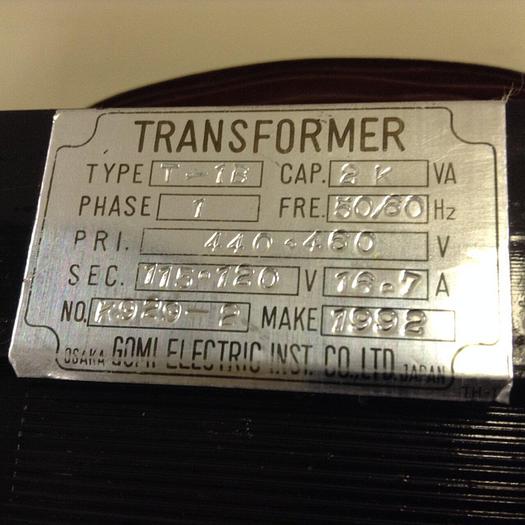 TRANSFORMER
TYPE T-1B CAP. 2K VA
PHASE 1 FRE. 50/60 Hz
PRI. 440-460 V
SEC. 115-120 V 16.7 A
NO. K929-2 MAKE 1992
OSAKA GOMI ELECTRIC INST. CO., LTD. JAPAN